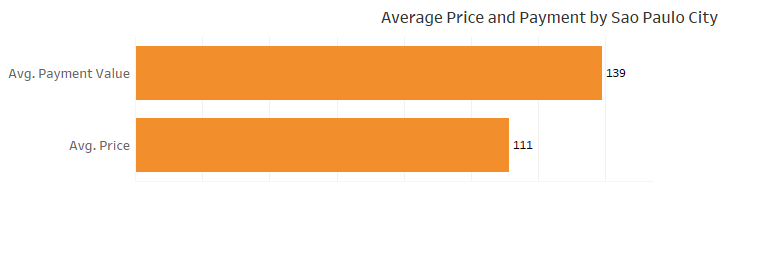 Average Price and Payment by Sao Paulo City
Avg. Payment Value 139
Avg. Price 111